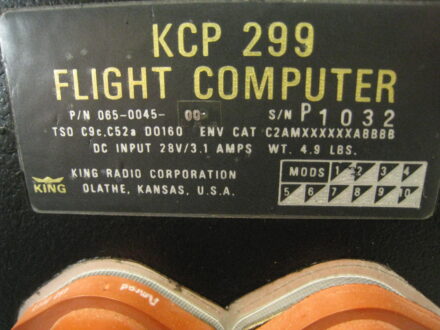 KCP 299
FLIGHT COMPUTER
P/N 065-0045- 00 S/N P1032
TSO C9c,C52a DO160 ENV CAT C2AMXXXXXXABBBB
DC INPUT 28V/3.1 AMPS WT. 4.9 LBS.
KING
KING RADIO CORPORATION
OLATHE, KANSAS, U.S.A.
MODS 1 2 3 4
5 6 7 8 9 10